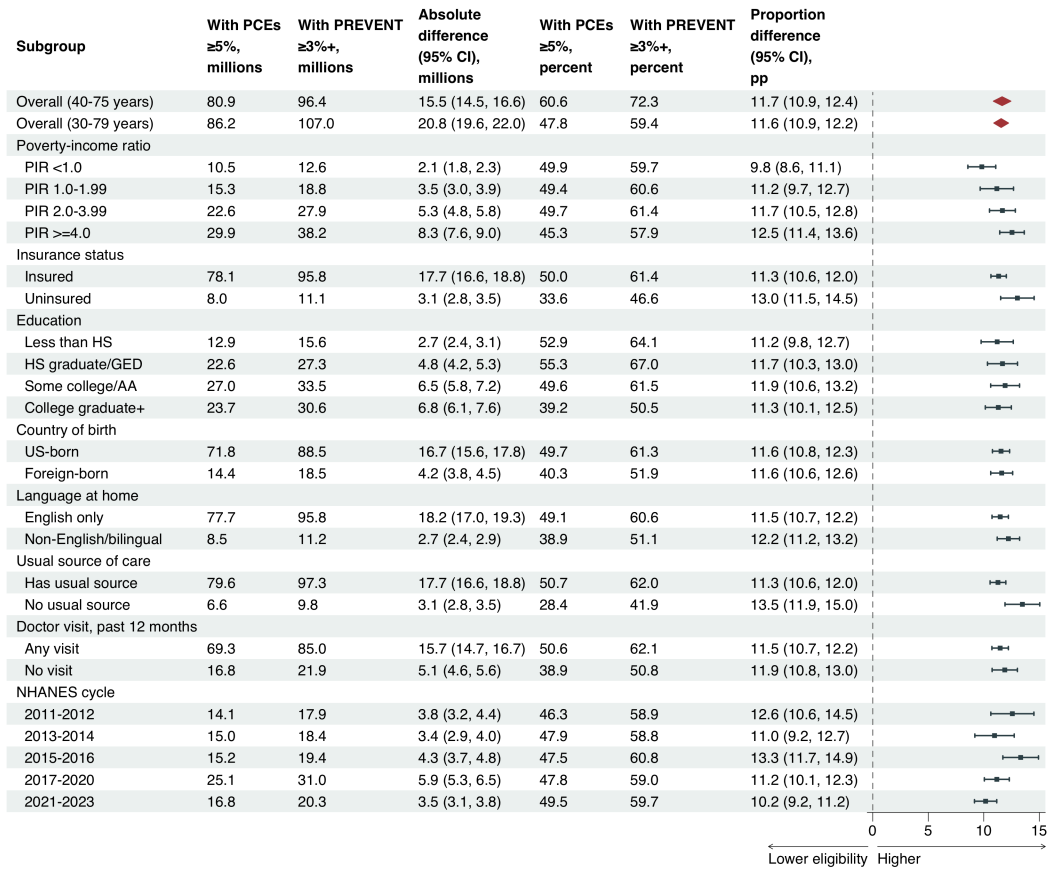 Subgroup With PCEs ≥5%, millions With PREVENT ≥3%+, millions Absolute difference (95% CI), millions With PCEs ≥5%, percent With PREVENT ≥3%+, percent Proportion difference (95% CI), pp
Overall (40-75 years) 80.9 96.4 15.5 (14.5, 16.6) 60.6 72.3 11.7 (10.9, 12.4)
Overall (30-79 years) 86.2 107.0 20.8 (19.6, 22.0) 47.8 59.4 11.6 (10.9, 12.2)
Poverty-income ratio
PIR <1.0 10.5 12.6 2.1 (1.8, 2.3) 49.9 59.7 9.8 (8.6, 11.1)
PIR 1.0-1.99 15.3 18.8 3.5 (3.0, 3.9) 49.4 60.6 11.2 (9.7, 12.7)
PIR 2.0-3.99 22.6 27.9 5.3 (4.8, 5.8) 49.7 61.4 11.7 (10.5, 12.8)
PIR >=4.0 29.9 38.2 8.3 (7.6, 9.0) 45.3 57.9 12.5 (11.4, 13.6)
Insurance status
Insured 78.1 95.8 17.7 (16.6, 18.8) 50.0 61.4 11.3 (10.6, 12.0)
Uninsured 8.0 11.1 3.1 (2.8, 3.5) 33.6 46.6 13.0 (11.5, 14.5)
Education
Less than HS 12.9 15.6 2.7 (2.4, 3.1) 52.9 64.1 11.2 (9.8, 12.7)
HS graduate/GED 22.6 27.3 4.8 (4.2, 5.3) 55.3 67.0 11.7 (10.3, 13.0)
Some college/AA 27.0 33.5 6.5 (5.8, 7.2) 49.6 61.5 11.9 (10.6, 13.2)
College graduate+ 23.7 30.6 6.8 (6.1, 7.6) 39.2 50.5 11.3 (10.1, 12.5)
Country of birth
US-born 71.8 88.5 16.7 (15.6, 17.8) 49.7 61.3 11.6 (10.8, 12.3)
Foreign-born 14.4 18.5 4.2 (3.8, 4.5) 40.3 51.9 11.6 (10.6, 12.6)
Language at home
English only 77.7 95.8 18.2 (17.0, 19.3) 49.1 60.6 11.5 (10.7, 12.2)
Non-English/bilingual 8.5 11.2 2.7 (2.4, 2.9) 38.9 51.1 12.2 (11.2, 13.2)
Usual source of care
Has usual source 79.6 97.3 17.7 (16.6, 18.8) 50.7 62.0 11.3 (10.6, 12.0)
No usual source 6.6 9.8 3.1 (2.8, 3.5) 28.4 41.9 13.5 (11.9, 15.0)
Doctor visit, past 12 months
Any visit 69.3 85.0 15.7 (14.7, 16.7) 50.6 62.1 11.5 (10.7, 12.2)
No visit 16.8 21.9 5.1 (4.6, 5.6) 38.9 50.8 11.9 (10.8, 13.0)
NHANES cycle
2011-2012 14.1 17.9 3.8 (3.2, 4.4) 46.3 58.9 12.6 (10.6, 14.5)
2013-2014 15.0 18.4 3.4 (2.9, 4.0) 47.9 58.8 11.0 (9.2, 12.7)
2015-2016 15.2 19.4 4.3 (3.7, 4.8) 47.5 60.8 13.3 (11.7, 14.9)
2017-2020 25.1 31.0 5.9 (5.3, 6.5) 47.8 59.0 11.2 (10.1, 12.3)
2021-2023 16.8 20.3 3.5 (3.1, 3.8) 49.5 59.7 10.2 (9.2, 11.2)
0 5 10 15
Lower eligibility Higher